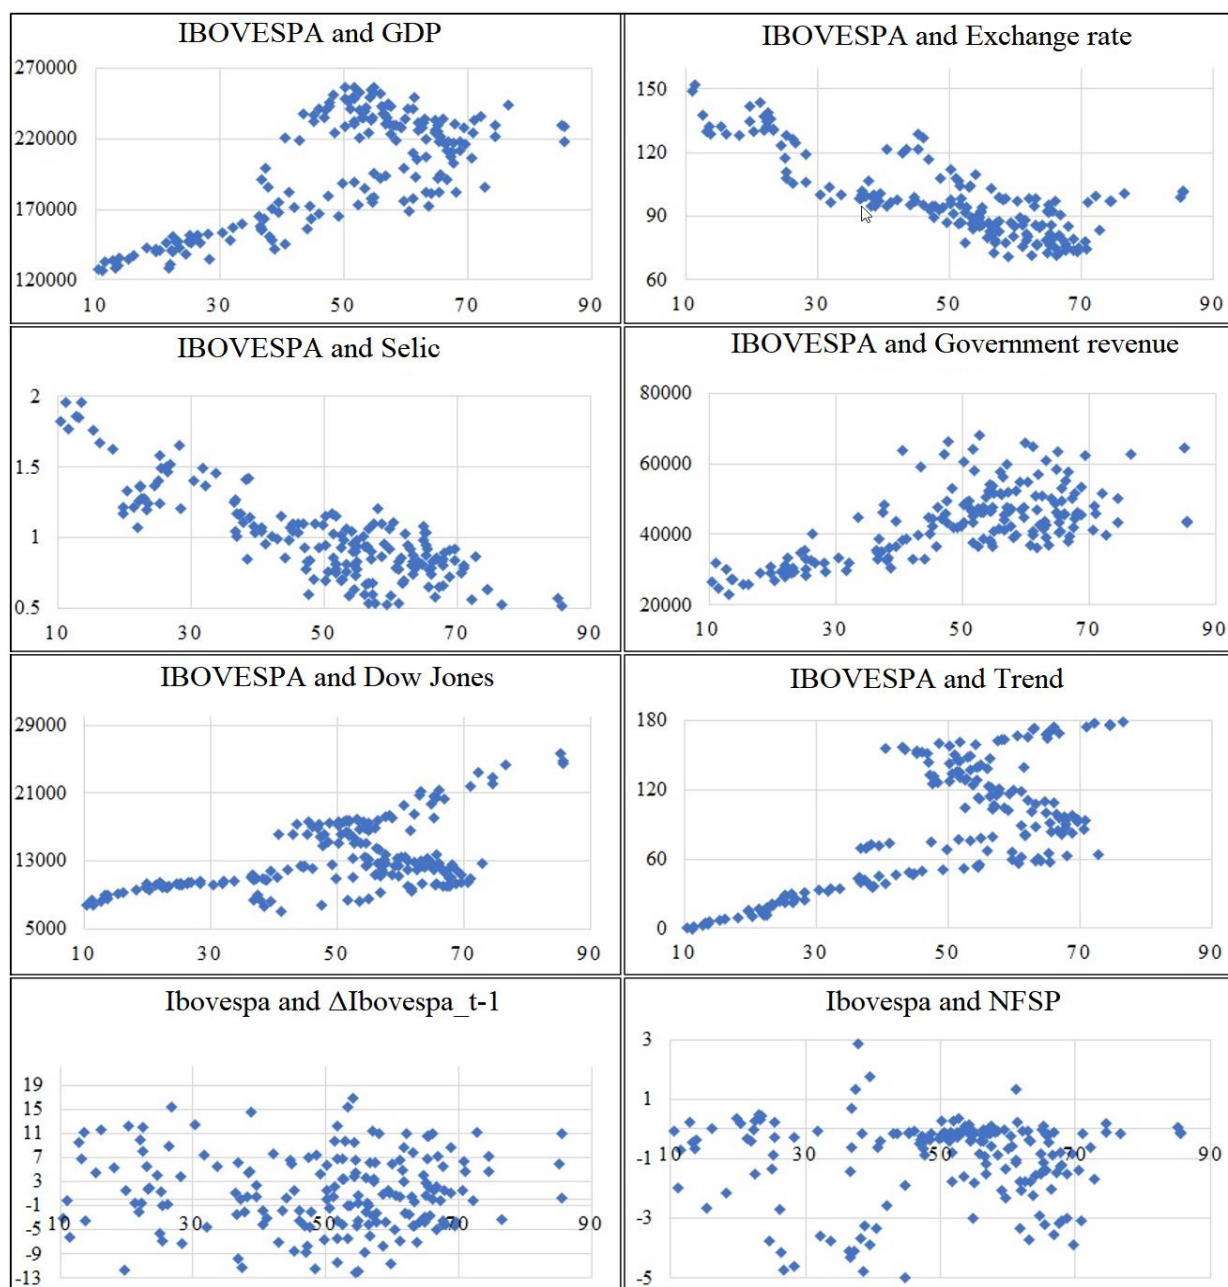 IBOVESPA and GDP
270000
220000
170000
120000
10 30 50 70 90
IBOVESPA and Exchange rate
150
120
90
60
10 30 50 70 90
IBOVESPA and Selic
2
1.5
1
0.5
10 30 50 70 90
IBOVESPA and Government revenue
80000
60000
40000
20000
10 30 50 70 90
IBOVESPA and Dow Jones
29000
21000
13000
5000
10 30 50 70 90
IBOVESPA and Trend
180
120
60
0
10 30 50 70 90
Ibovespa and ΔIbovespa_t-1
19
15
11
7
3
-1
-5
-9
-13
10 30 50 70 90
Ibovespa and NFSP
3
1
-1
-3
-5
10 30 50 70 90